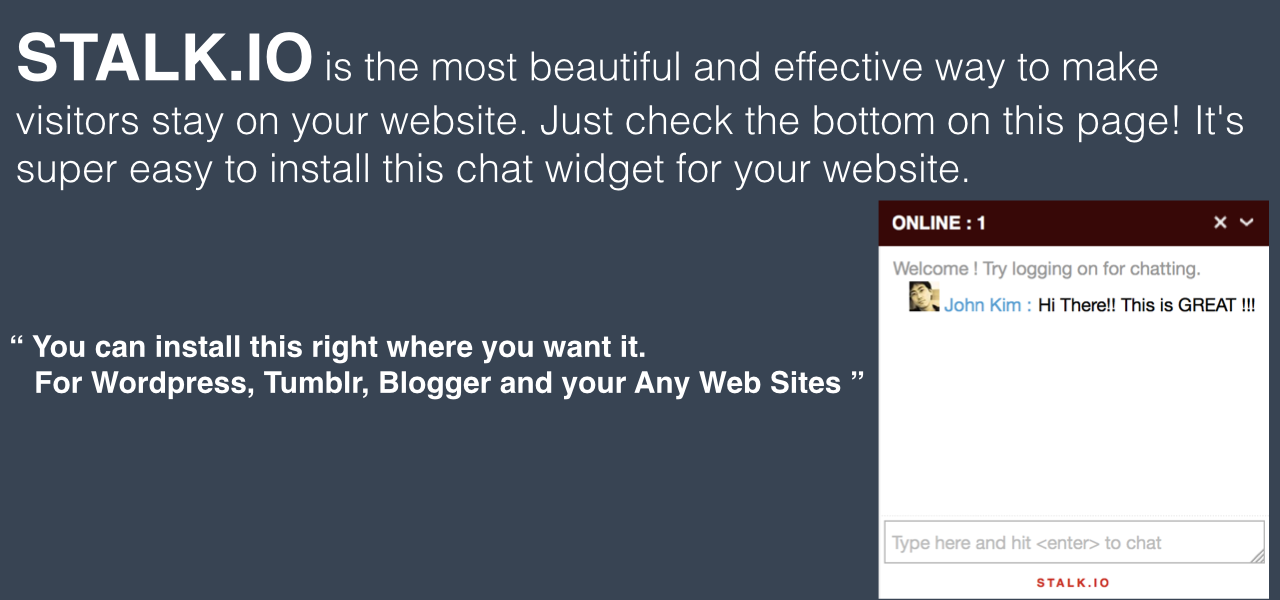 STALK.IO is the most beautiful and effective way to make
visitors stay on your website. Just check the bottom on this page! It's
super easy to install this chat widget for your website.
ONLINE : 1
Welcome ! Try logging on for chatting.
John Kim : Hi There!! This is GREAT !!!
“ You can install this right where you want it.
For Wordpress, Tumblr, Blogger and your Any Web Sites ”
Type here and hit <enter> to chat
STALK.IO